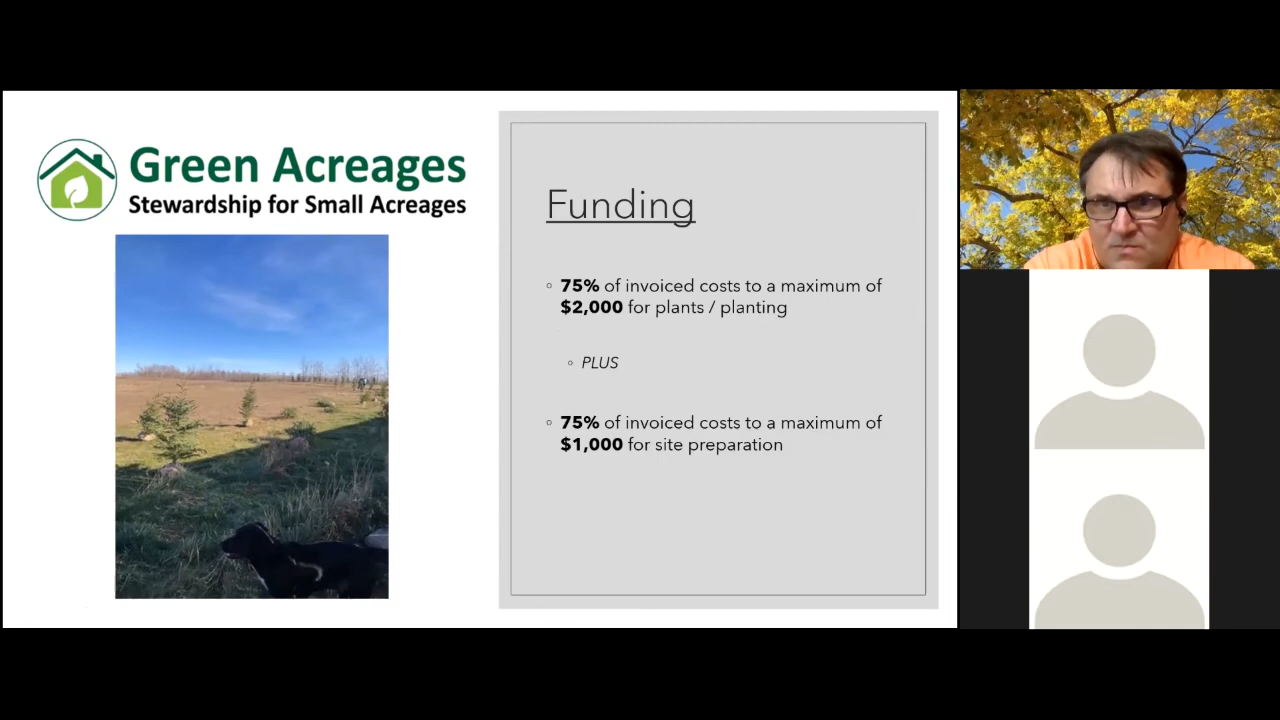 Green Acreages
Stewardship for Small Acreages
Funding
75% of invoiced costs to a maximum of
$2,000 for plants / planting
PLUS
75% of invoiced costs to a maximum of
$1,000 for site preparation